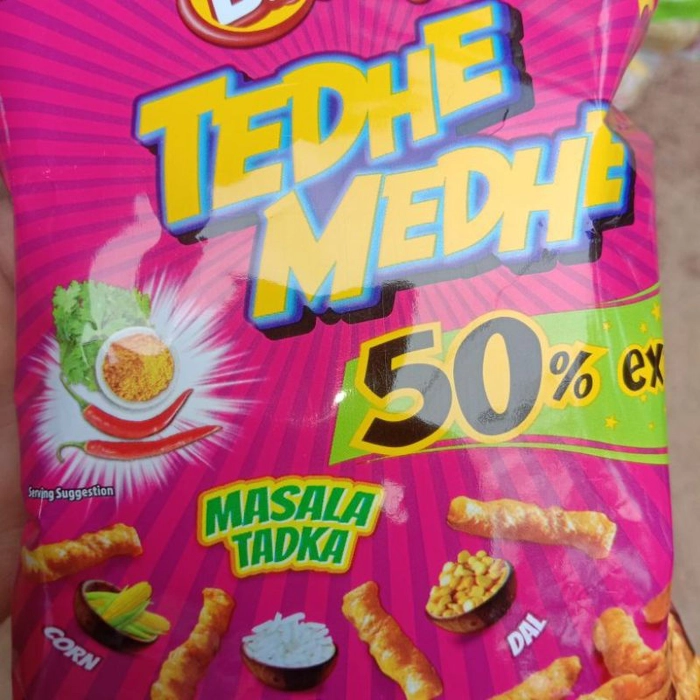 TEDHE
MEDHE
50% ex
Serving Suggestion
MASALA
TADKA
CORN
DAL